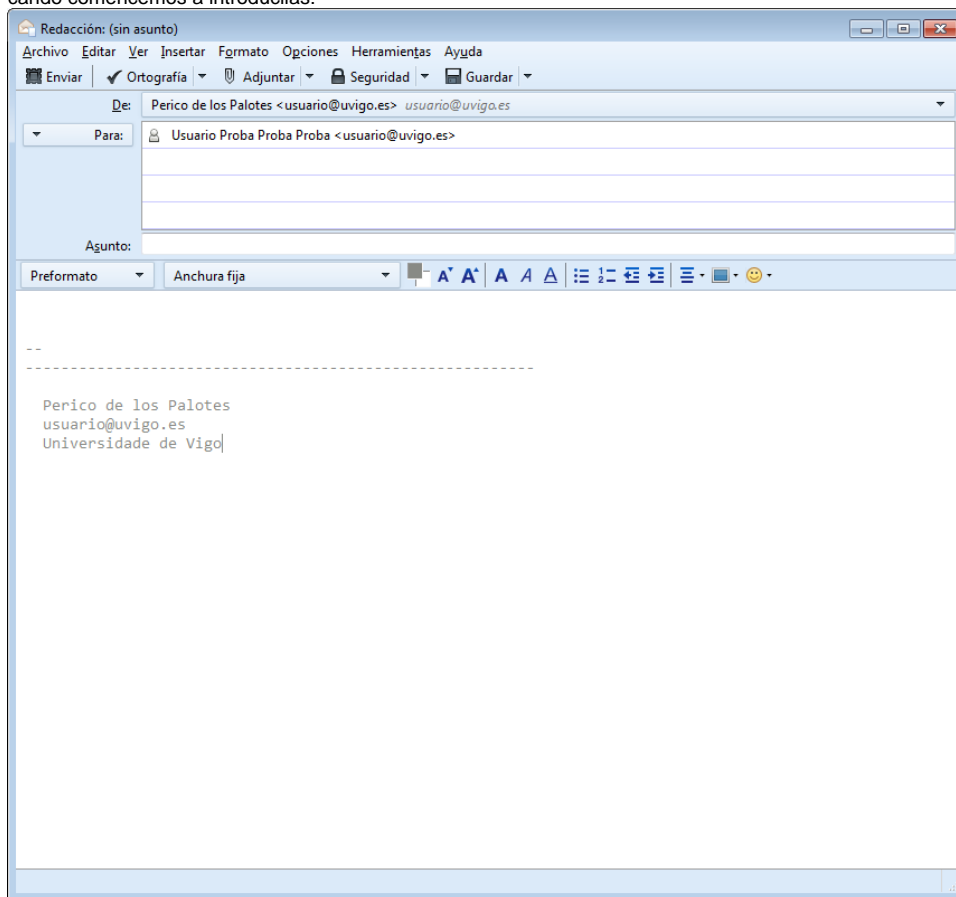 cando comencemos a introducilas.
Redacción: (sin asunto)
Archivo Editar Ver Insertar Formato Opciones Herramientas Ayuda
Enviar Ortografía Adjuntar Seguridad Guardar
De: Perico de los Palotes <usuario@uvigo.es> usuario@uvigo.es
Para: Usuario Proba Proba Proba <usuario@uvigo.es>
Asunto:
Preformato Anchura fija
--
---------------------------------------------------------
Perico de los Palotes
usuario@uvigo.es
Universidade de Vigo